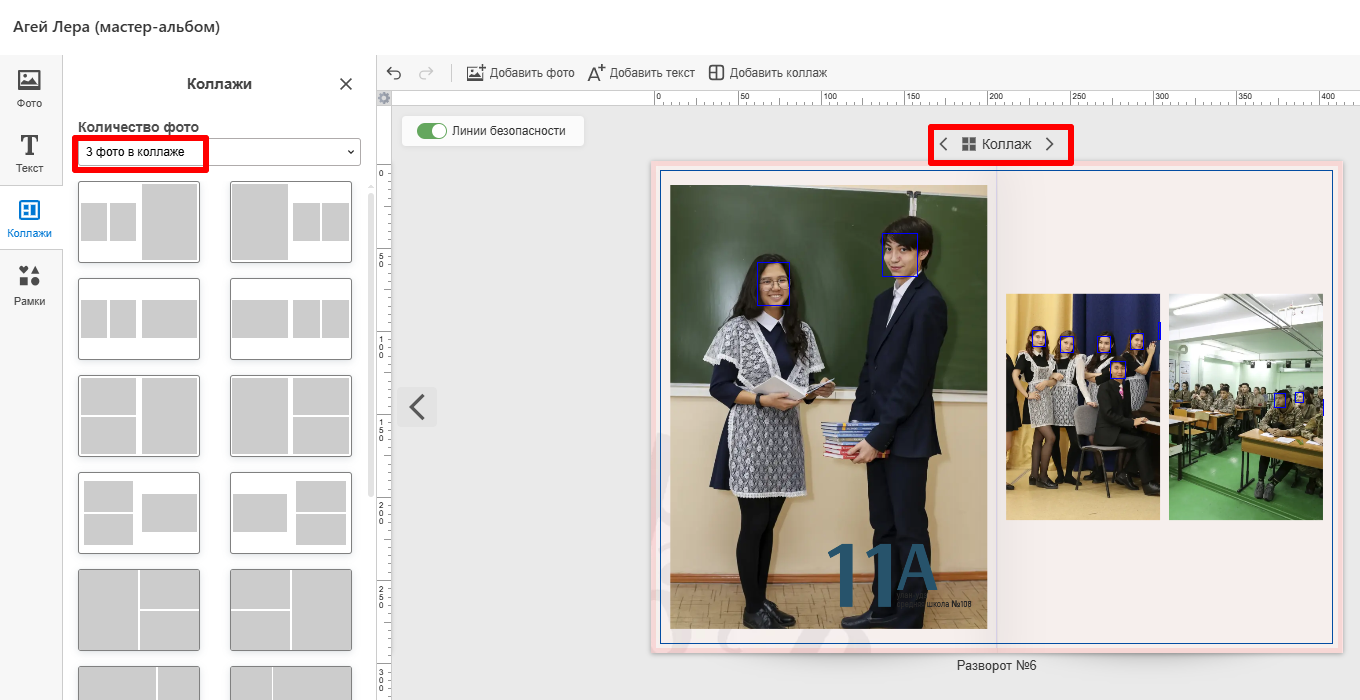 Агей Лера (мастер-альбом)
Фото
Текст
Коллажи
Рамки
Коллажи
Количество фото
3 фото в коллаже
Добавить фото
Добавить текст
Добавить коллаж
0 50 100 150 200 250 300 350 400
Линии безопасности
Коллаж
0
50
100
150
200
250
300
11А
школа №108
Разворот №6